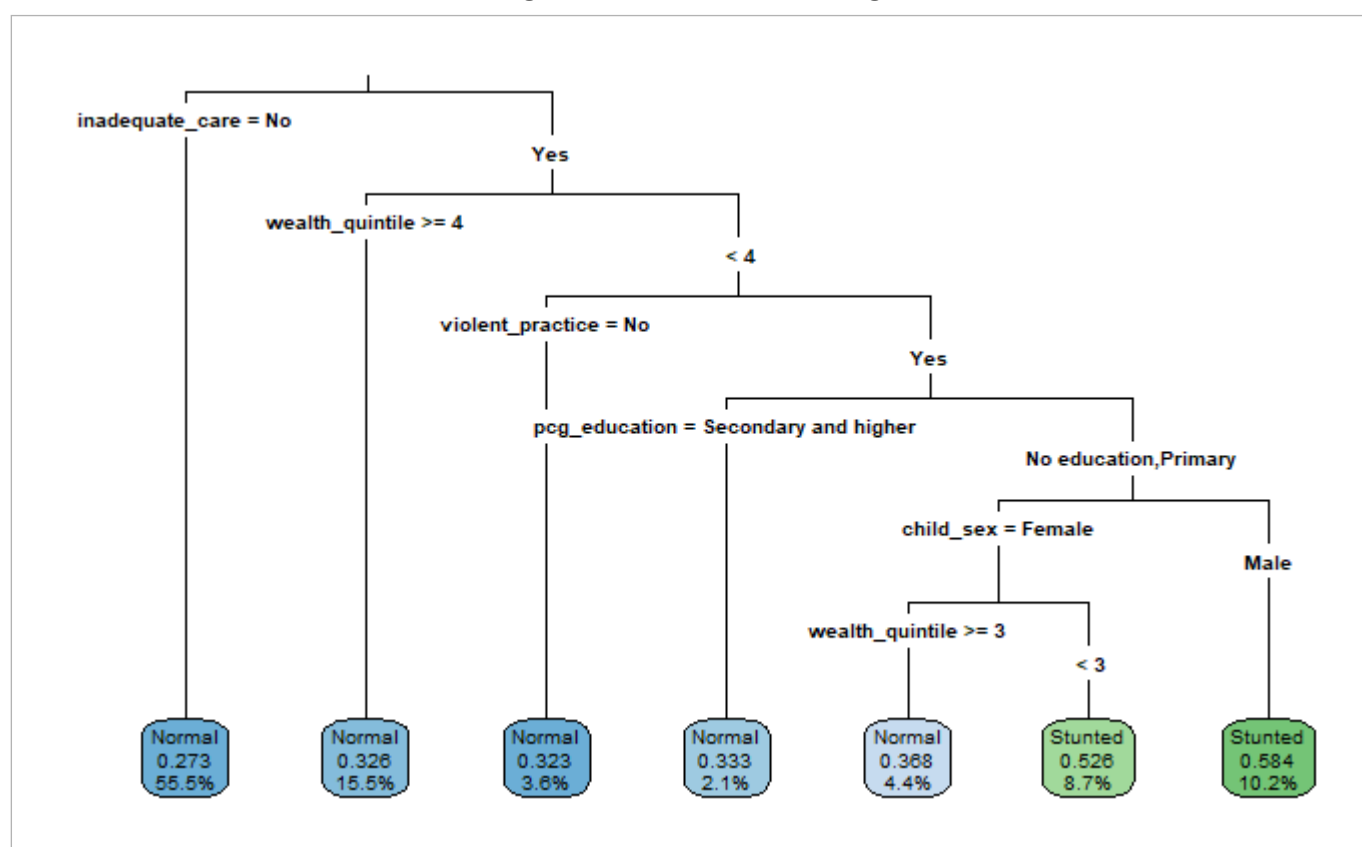 inadequate_care = No
Yes
wealth_quintile >= 4
< 4
violent_practice = No
Yes
pcg_education = Secondary and higher
No education,Primary
child_sex = Female
Male
wealth_quintile >= 3
< 3
Normal
0.273
55.5%
Normal
0.326
15.5%
Normal
0.323
3.6%
Normal
0.333
2.1%
Normal
0.368
4.4%
Stunted
0.526
8.7%
Stunted
0.584
10.2%